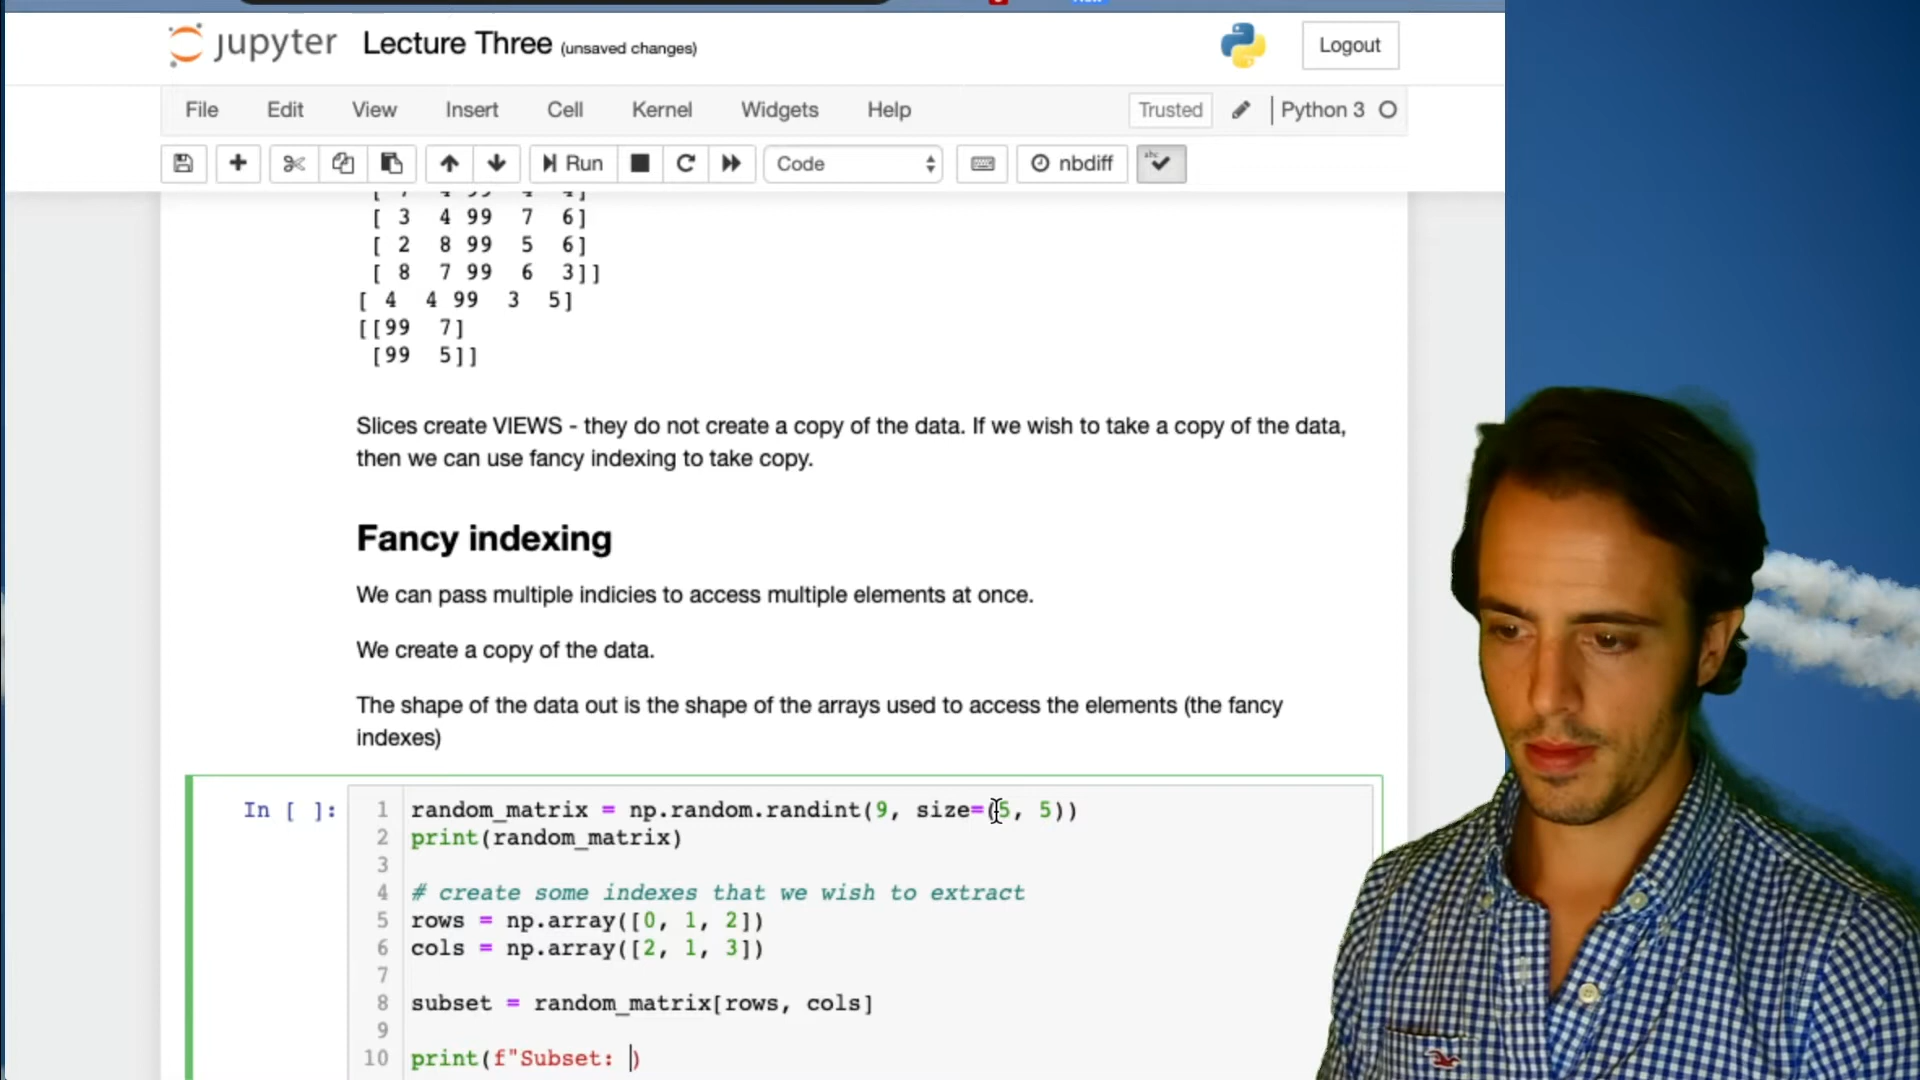 jupyter Lecture Three (unsaved changes) Logout
File Edit View Insert Cell Kernel Widgets Help Trusted Python 3
Run Code nbdiff abc
[ 3 4 99 7 6]
[ 2 8 99 5 6]
[ 8 7 99 6 3]]
[ 4 4 99 3 5]
[[99 7]
[99 5]]
Slices create VIEWS - they do not create a copy of the data. If we wish to take a copy of the data,
then we can use fancy indexing to take copy.
Fancy indexing
We can pass multiple indicies to access multiple elements at once.
We create a copy of the data.
The shape of the data out is the shape of the arrays used to access the elements (the fancy
indexes)
In [ ]: 1 random_matrix = np.random.randint(9, size=(5, 5))
2 print(random_matrix)
3
4 # create some indexes that we wish to extract
5 rows = np.array([0, 1, 2])
6 cols = np.array([2, 1, 3])
7
8 subset = random_matrix[rows, cols]
9
10 print(f"Subset: )